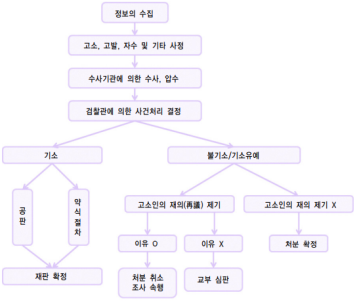 정보의 수집
고소, 고발, 자수 및 기타 사정
수사기관에 의한 수사, 압수
검찰관에 의한 사건처리 결정
기소
불기소/기소유예
공판
약식절차
고소인의 재의(再議) 제기
고소인의 재의 제기 X
이유 O
이유 X
처분 확정
재판 확정
처분 취소
조사 속행
교부 심판